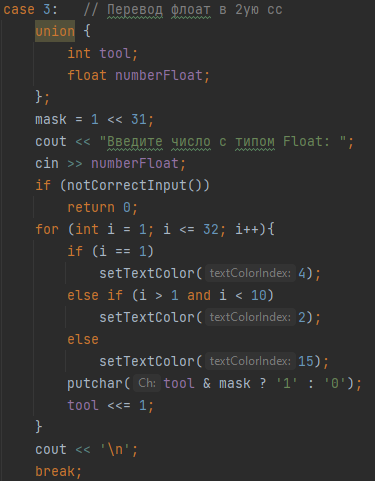 case 3:   // Перевод флоат в 2ую сс
    union {
        int tool;
        float numberFloat;
    };
    mask = 1 << 31;
    cout << "Введите число с типом Float: ";
    cin >> numberFloat;
    if (notCorrectInput())
        return 0;
    for (int i = 1; i <= 32; i++){
        if (i == 1)
            setTextColor( textColorIndex: 4);
        else if (i > 1 and i < 10)
            setTextColor( textColorIndex: 2);
        else
            setTextColor( textColorIndex: 15);
        putchar( Ch: tool & mask ? '1' : '0');
        tool <<= 1;
    }
    cout << '\n';
    break;